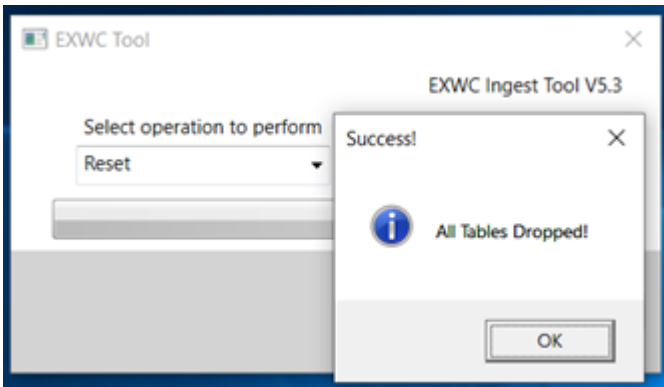 EXWC Tool
EXWC Ingest Tool V5.3
Select operation to perform
Reset
Success!
All Tables Dropped!
OK